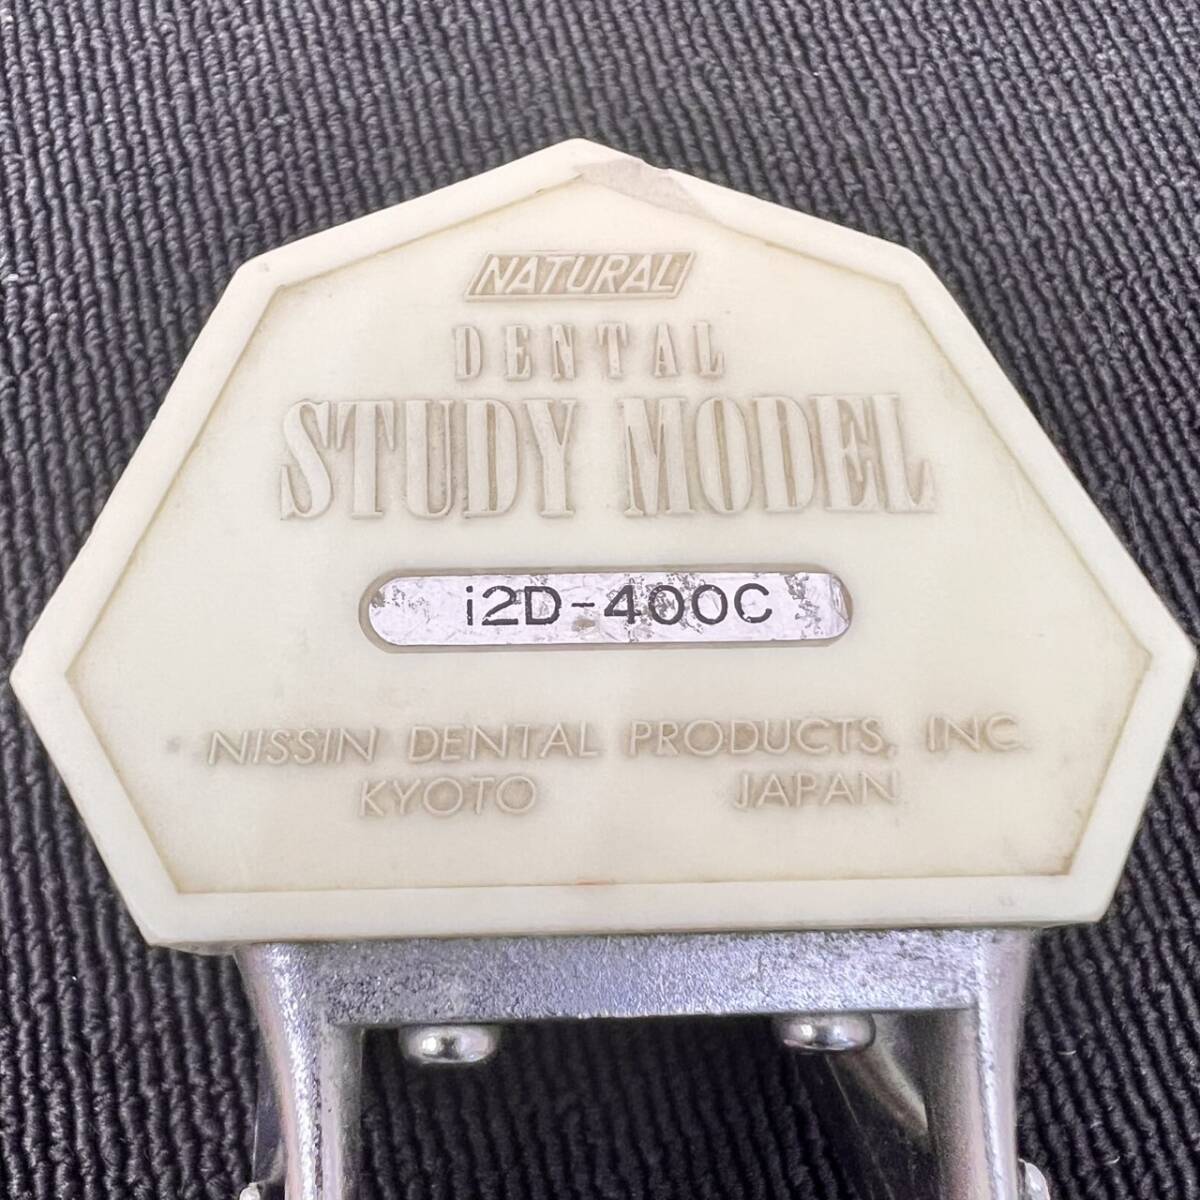 NATURAL
DENTAL
STUDY MODEL
i2D-400C
NISSIN DENTAL PRODUCTS, INC.
KYOTO JAPAN